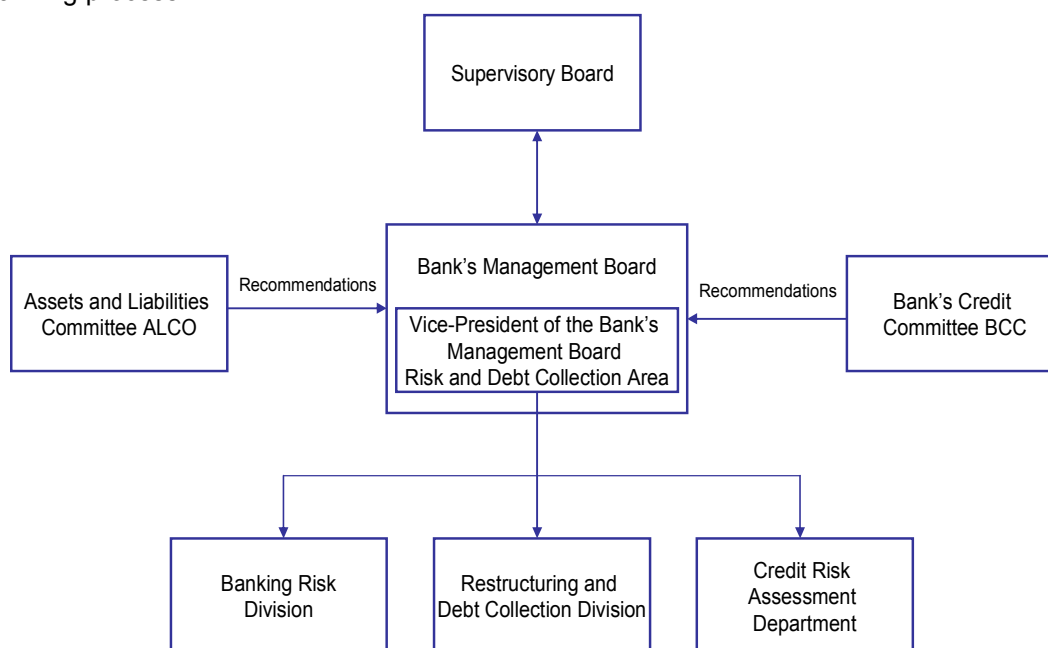 process
Supervisory Board
Bank's Management Board
Recommendations
Assets and Liabilities
Committee ALCO
Recommendations
Bank's Credit
Committee BCC
Vice-President of the Bank's
Management Board
Risk and Debt Collection Area
Banking Risk
Division
Restructuring and
Debt Collection Division
Credit Risk
Assessment
Department